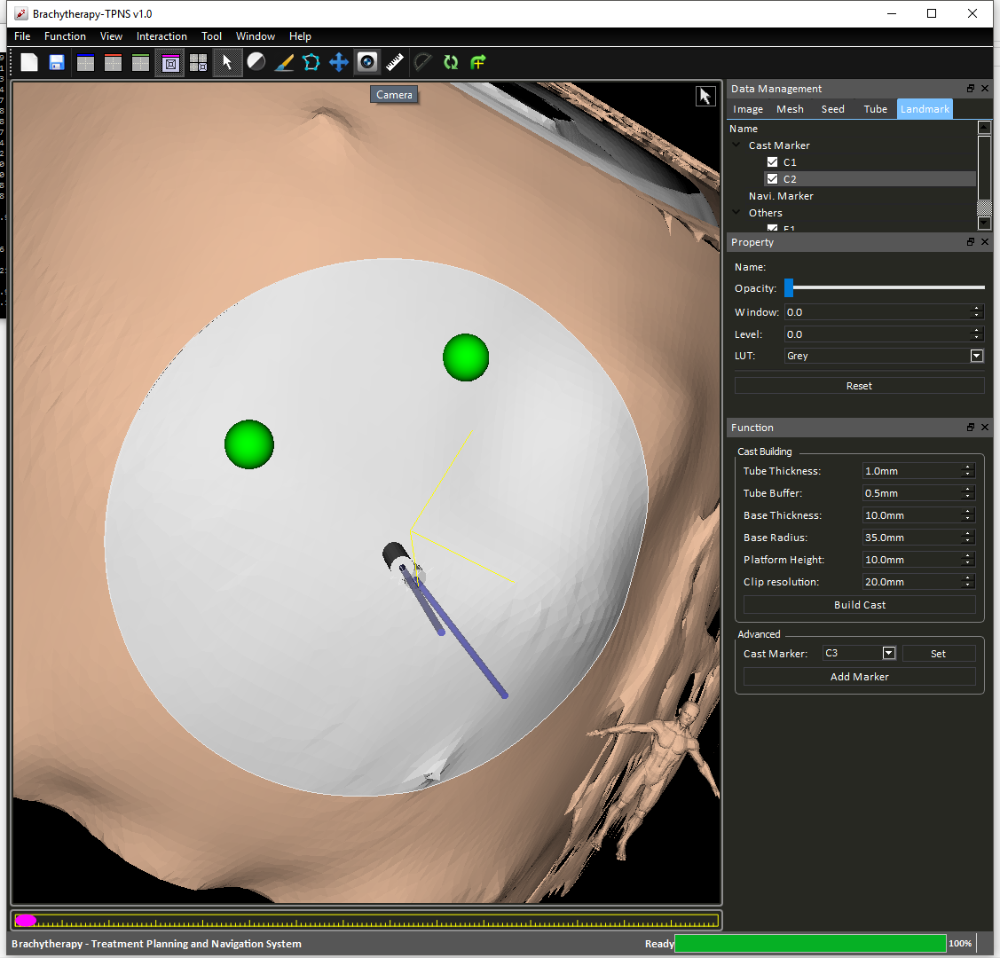 Brachytherapy-TPNS v1.0
File Function View Interaction Tool Window Help
Camera
Data Management
Image Mesh Seed Tube Landmark
Name
Cast Marker
C1
C2
Navi. Marker
Others
Property
Name:
Opacity:
Window: 0.0
Level: 0.0
LUT: Grey
Reset
Function
Cast Building
Tube Thickness: 1.0mm
Tube Buffer: 0.5mm
Base Thickness: 10.0mm
Base Radius: 35.0mm
Platform Height: 10.0mm
Clip resolution: 20.0mm
Build Cast
Advanced
Cast Marker: C3 Set
Add Marker
Brachytherapy - Treatment Planning and Navigation System Ready 100%